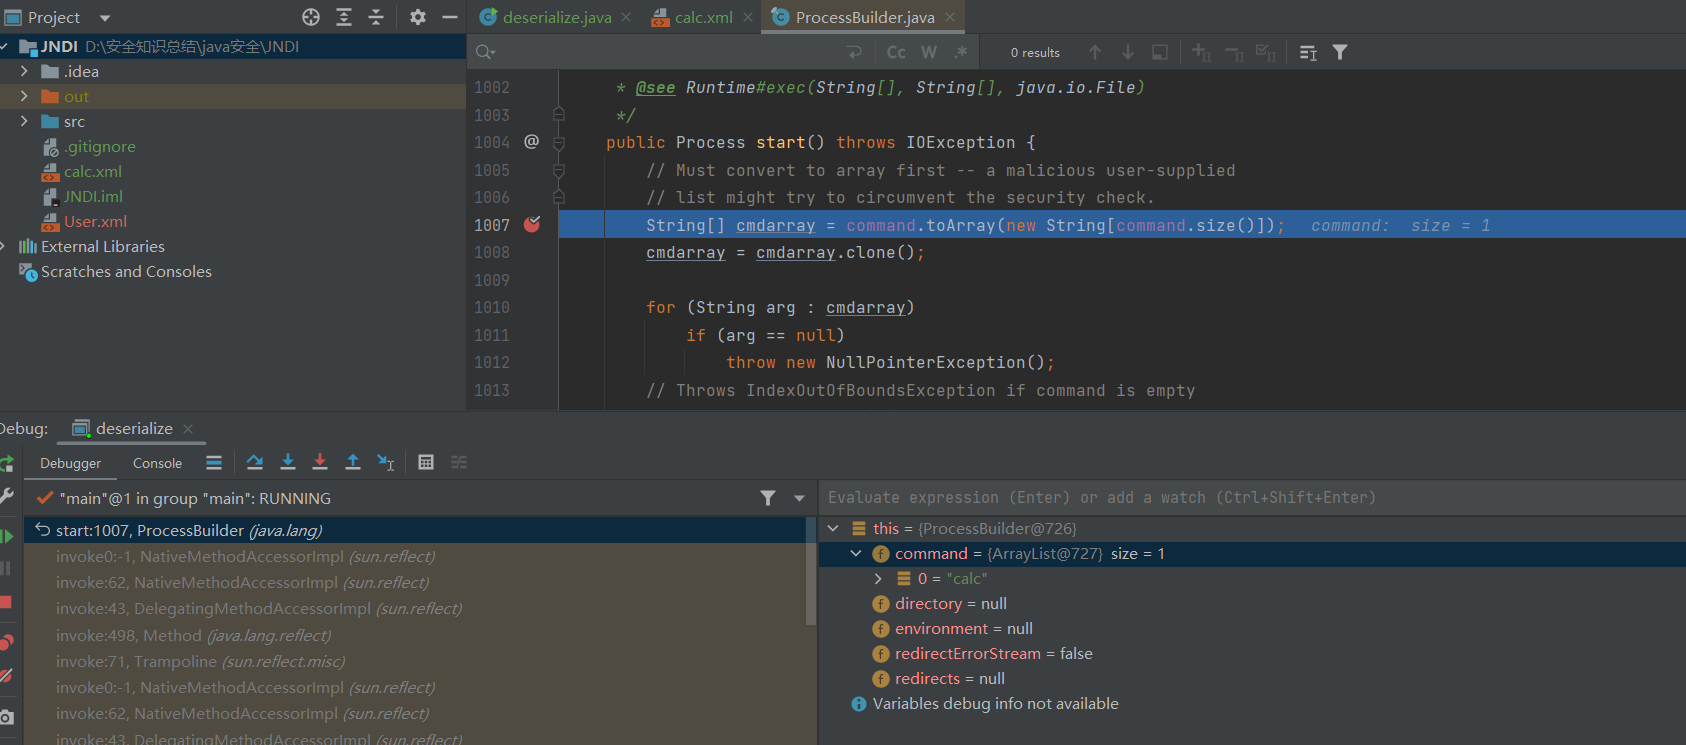 Project
deserialize.java
calc.xml
ProcessBuilder.java
JNDI D:\安全知识总结\java安全\JNDI
Cc W .* 0 results
.idea
out
src
.gitignore
calc.xml
JNDI.iml
User.xml
External Libraries
Scratches and Consoles
1002 * @see Runtime#exec(String[], String[], java.io.File)
1003 */
1004 @ public Process start() throws IOException {
1005 // Must convert to array first -- a malicious user-supplied
1006 // list might try to circumvent the security check.
1007 String[] cmdarray = command.toArray(new String[command.size()]); command: size = 1
1008 cmdarray = cmdarray.clone();
1009
1010 for (String arg : cmdarray)
1011 if (arg == null)
1012 throw new NullPointerException();
1013 // Throws IndexOutOfBoundsException if command is empty
Debug: deserialize
Debugger Console
"main"@1 in group "main": RUNNING
start:1007, ProcessBuilder (java.lang)
invoke0:-1, NativeMethodAccessorImpl (sun.reflect)
invoke:62, NativeMethodAccessorImpl (sun.reflect)
invoke:43, DelegatingMethodAccessorImpl (sun.reflect)
invoke:498, Method (java.lang.reflect)
invoke:71, Trampoline (sun.reflect.misc)
invoke0:-1, NativeMethodAccessorImpl (sun.reflect)
invoke:62, NativeMethodAccessorImpl (sun.reflect)
invoke:43, DelegatingMethodAccessorImpl (sun.reflect)
Evaluate expression (Enter) or add a watch (Ctrl+Shift+Enter)
this = {ProcessBuilder@726}
command = {ArrayList@727} size = 1
0 = "calc"
directory = null
environment = null
redirectErrorStream = false
redirects = null
Variables debug info not available